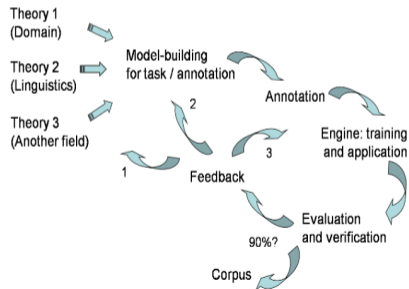 Theory 1
(Domain)
Theory 2
(Linguistics)
Theory 3
(Another field)
Model-building
for task / annotation
Annotation
Engine: training
and application
2
3
1
Feedback
Evaluation
and verification
90%?
Corpus